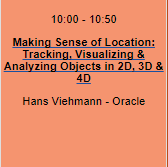 10:00 - 10:50
Making Sense of Location:
Tracking, Visualizing &
Analyzing Objects in 2D, 3D &
4D
Hans Viehmann - Oracle